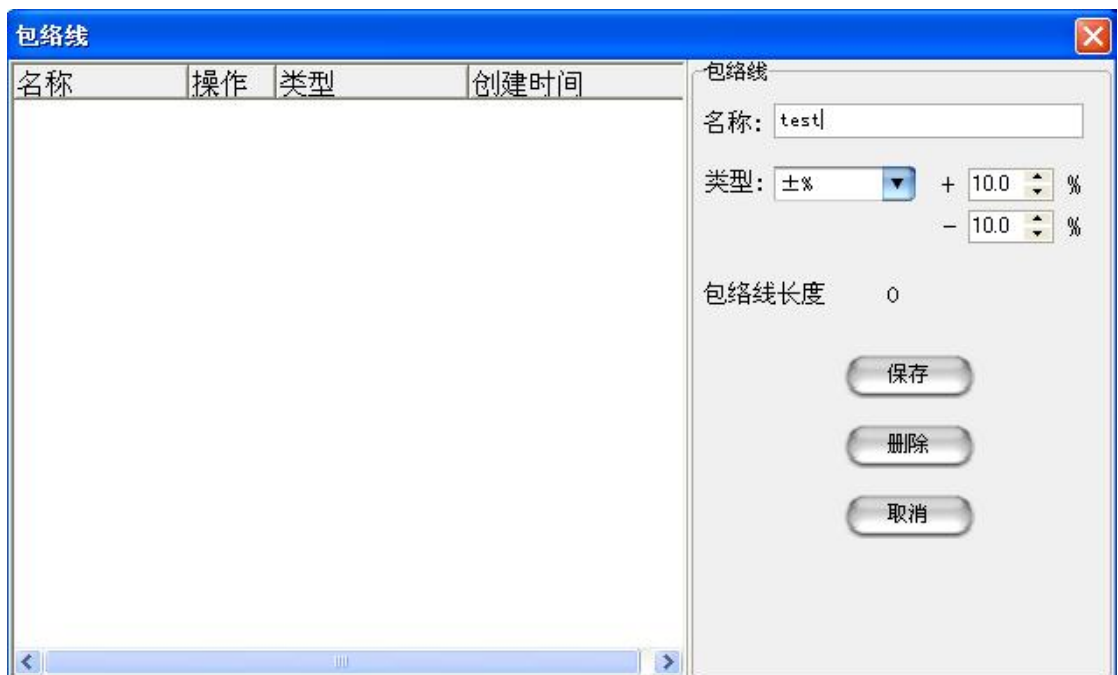 包络线
名称 操作 类型 创建时间
包络线
名称: test
类型: ±% + 10.0 %
- 10.0 %
包络线长度 0
保存
删除
取消